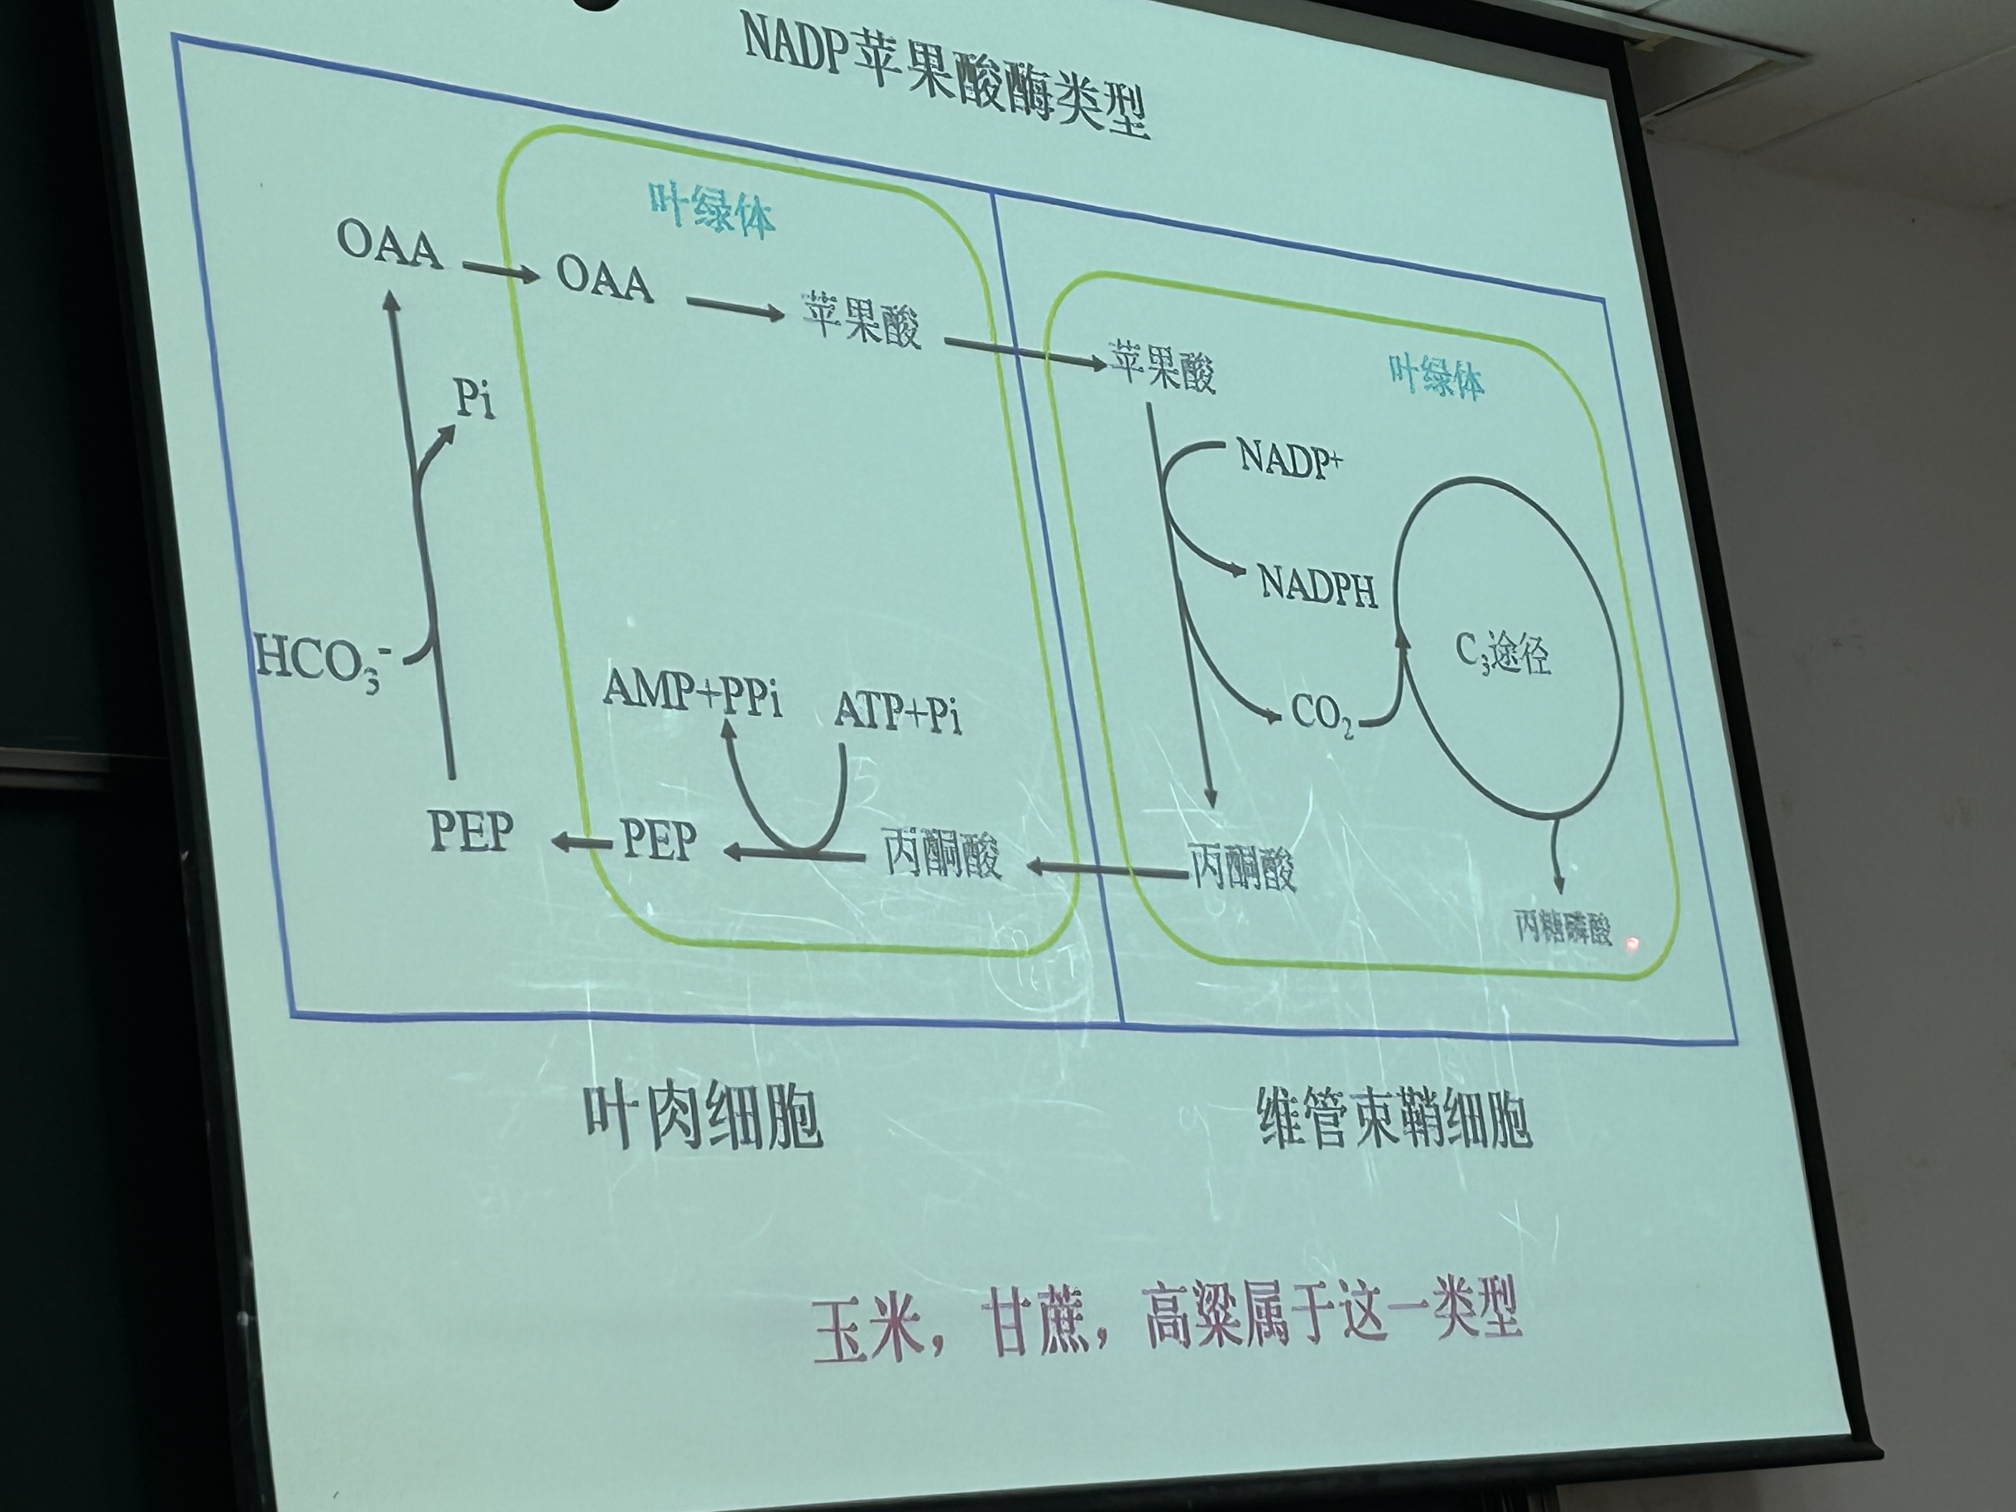 NADP苹果酸酶类型
叶绿体
OAA
OAA
苹果酸
苹果酸
叶绿体
Pi
NADP⁺
NADPH
HCO₃⁻
C₃途径
AMP+PPi
ATP+Pi
CO₂
PEP
PEP
丙酮酸
丙酮酸
丙糖磷酸
叶肉细胞
维管束鞘细胞
玉米，甘蔗，高粱属于这一类型